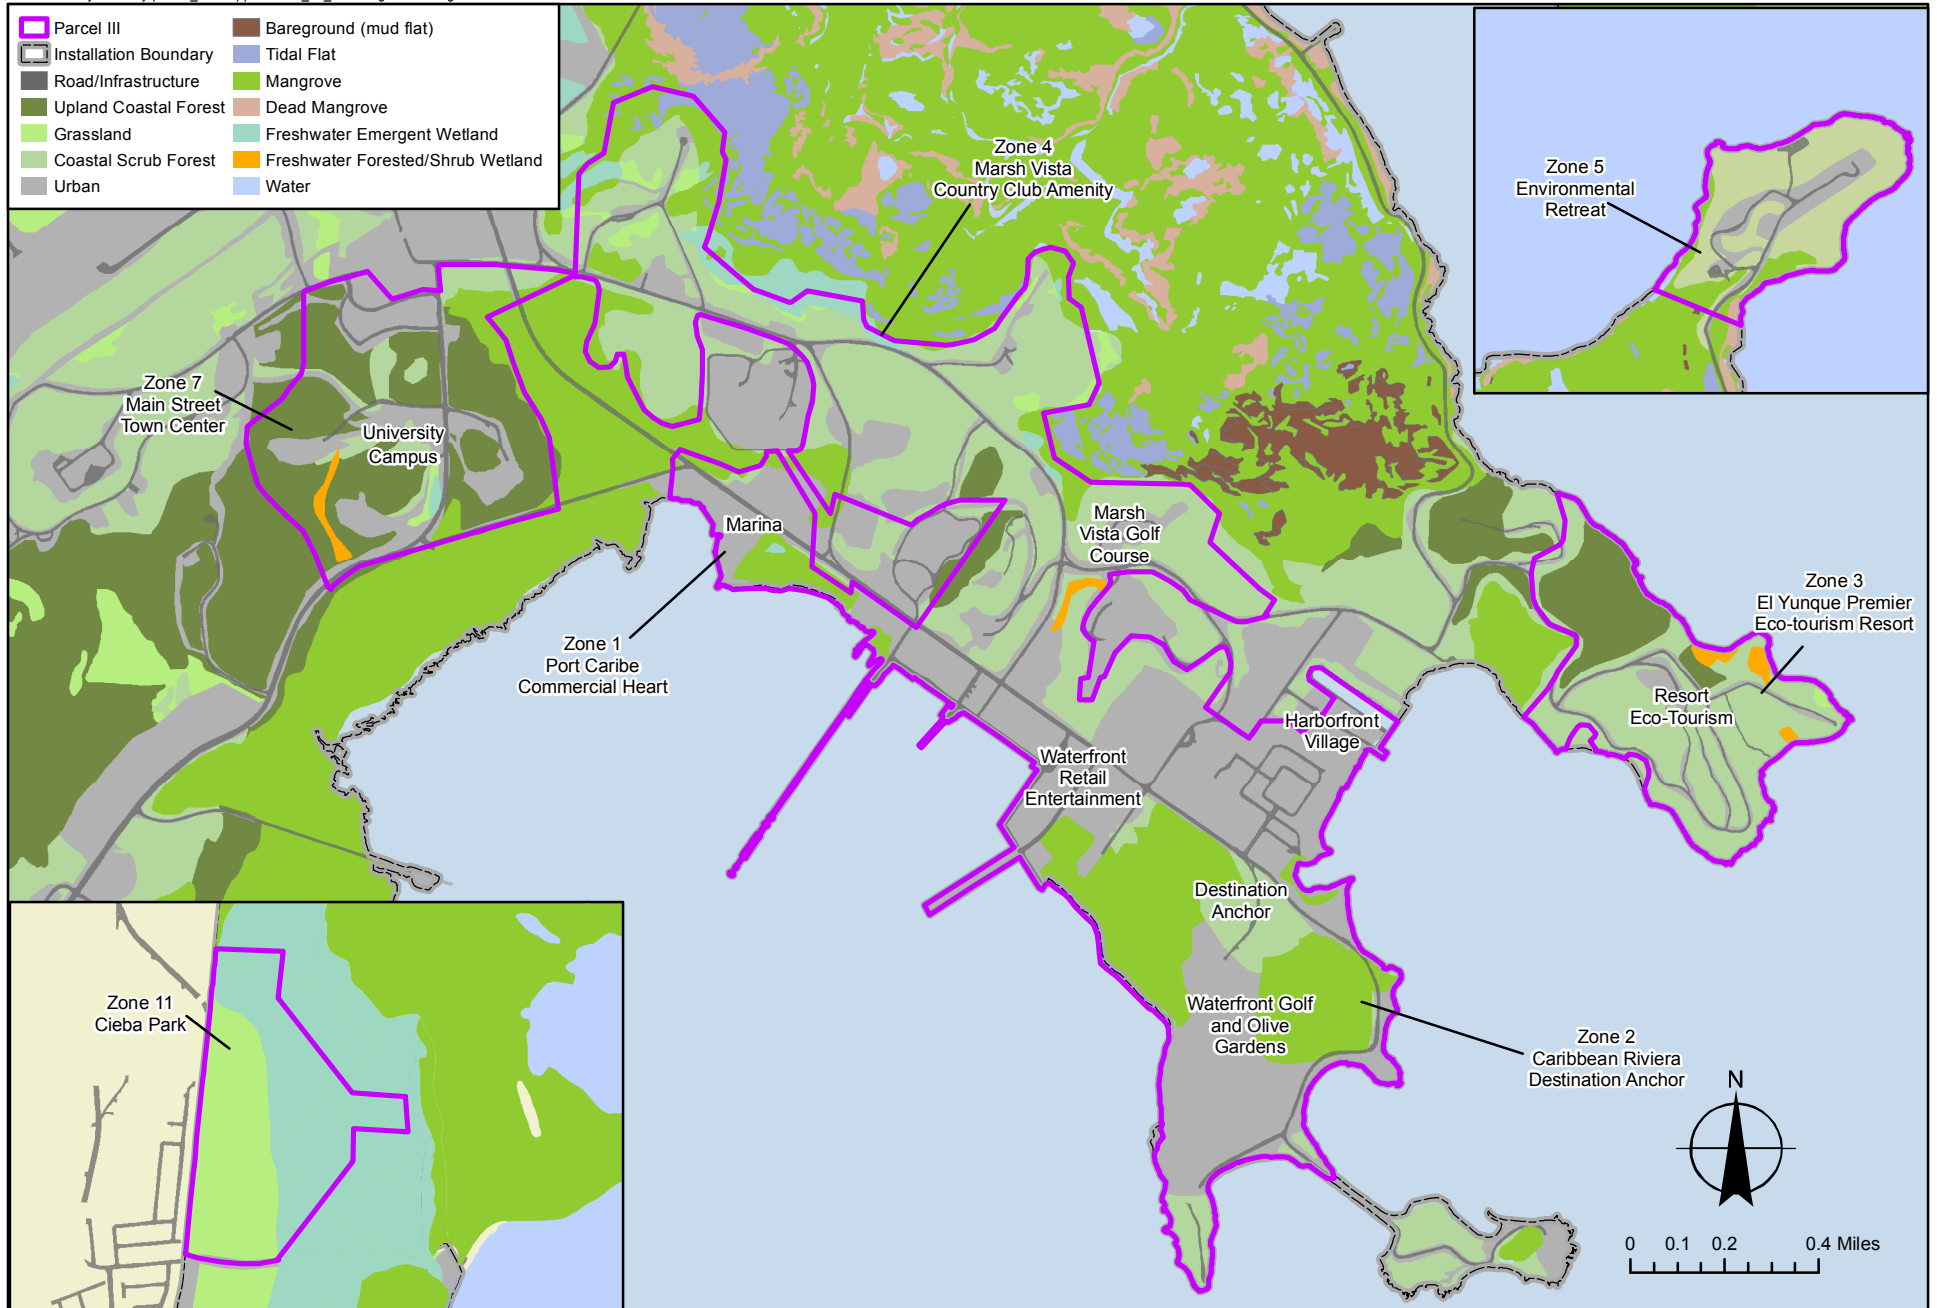 Parcel III
Installation Boundary
Road/Infrastructure
Upland Coastal Forest
Grassland
Coastal Scrub Forest
Urban
Bareground (mud flat)
Tidal Flat
Mangrove
Dead Mangrove
Freshwater Emergent Wetland
Freshwater Forested/Shrub Wetland
Water
Zone 4
Marsh Vista
Country Club Amenity
Zone 5
Environmental
Retreat
Zone 7
Main Street
Town Center
University
Campus
Marina
Marsh
Vista Golf
Course
Zone 1
Port Caribe
Commercial Heart
Zone 3
El Yunque Premier
Eco-tourism Resort
Resort
Eco-Tourism
Harborfront
Village
Waterfront
Retail
Entertainment
Destination
Anchor
Waterfront Golf
and Olive
Gardens
Zone 2
Caribbean Riviera
Destination Anchor
Zone 11
Cieba Park
N
0 0.1 0.2 0.4 Miles